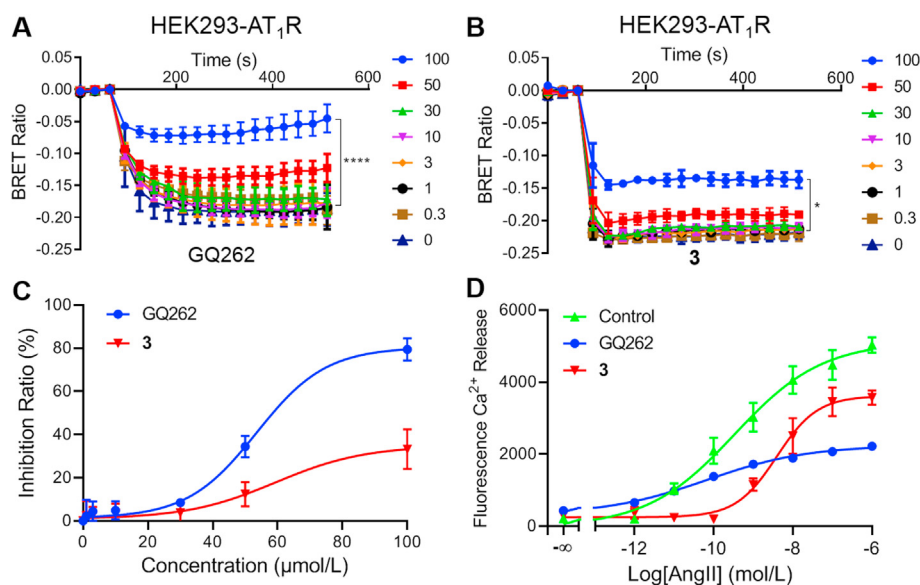 A
HEK293-AT₁R
Time (s)
200 400 600
0.05
0.00
-0.05
-0.10
-0.15
-0.20
-0.25
BRET Ratio
****
GQ262
100
50
30
10
3
1
0.3
0
B
HEK293-AT₁R
Time (s)
200 400 600
0.05
0.00
-0.05
-0.10
-0.15
-0.20
-0.25
BRET Ratio
*
3
100
50
30
10
3
1
0.3
0
C
GQ262
3
100
80
60
40
20
0
Inhibition Ratio (%)
0 20 40 60 80 100
Concentration (μmol/L)
D
Control
GQ262
3
6000
4000
2000
0
Fluorescence Ca²⁺ Release
-∞ -12 -10 -8 -6
Log[AngII] (mol/L)